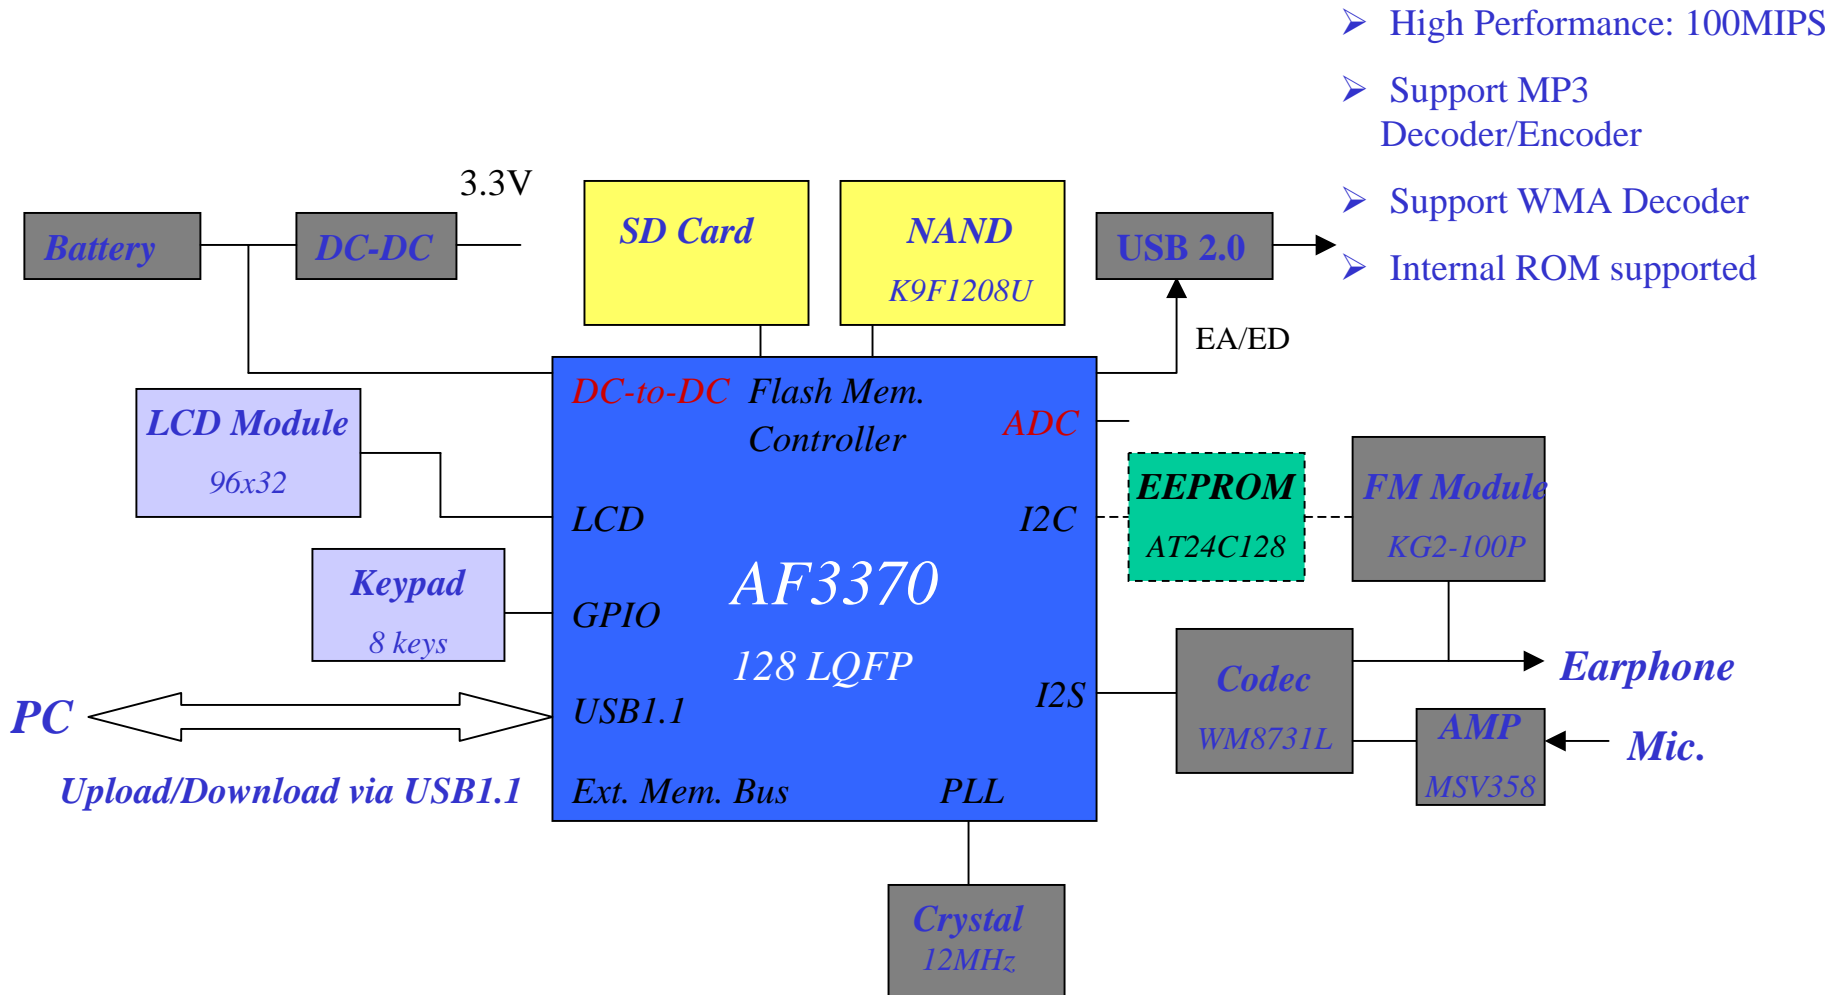 ➢ High Performance: 100MIPS
➢ Support MP3
Decoder/Encoder
➢ Support WMA Decoder
➢ Internal ROM supported
3.3V
Battery
DC-DC
SD Card
NAND
K9F1208U
USB 2.0
EA/ED
DC-to-DC
Flash Mem.
Controller
ADC
LCD Module
96x32
LCD
I2C
EEPROM
AT24C128
FM Module
KG2-100P
Keypad
8 keys
GPIO
AF3370
128 LQFP
PC
USB1.1
I2S
Codec
WM8731L
Earphone
AMP
MSV358
Mic.
Upload/Download via USB1.1
Ext. Mem. Bus
PLL
Crystal
12MHz